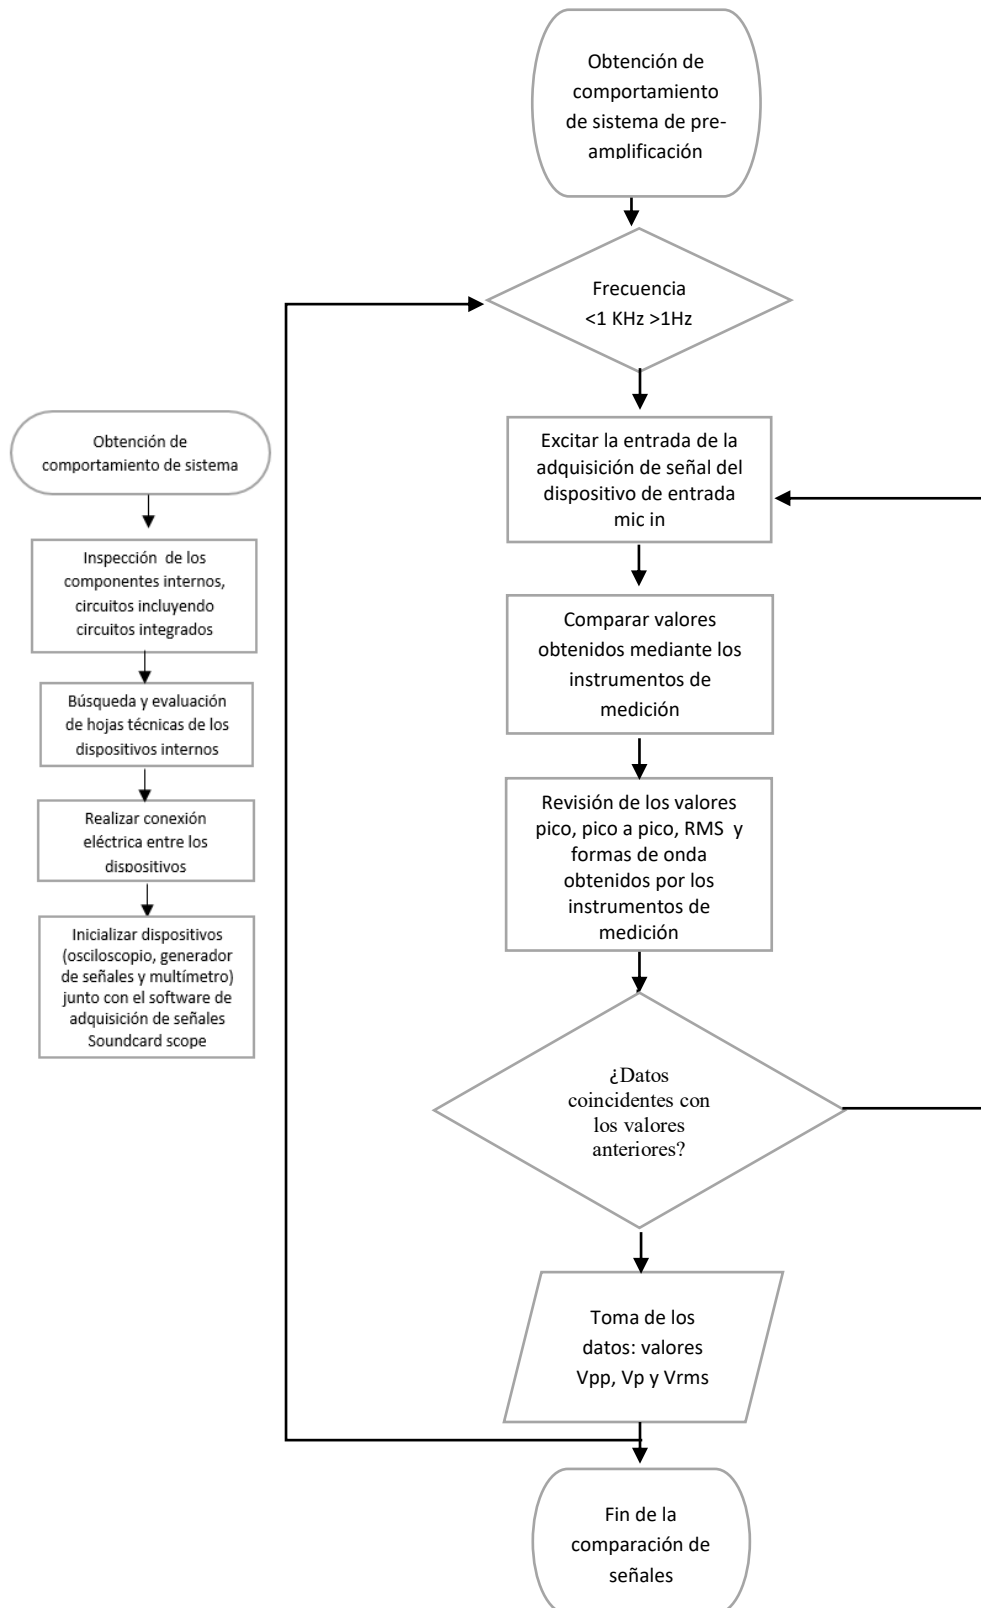 Obtención de
comportamiento
de sistema de pre-
amplificación
Frecuencia
<1 KHz >1Hz
Excitar la entrada de la
adquisición de señal del
dispositivo de entrada
mic in
Comparar valores
obtenidos mediante los
instrumentos de
medición
Revisión de los valores
pico, pico a pico, RMS y
formas de onda
obtenidos por los
instrumentos de
medición
¿Datos
coincidentes con
los valores
anteriores?
Toma de los
datos: valores
Vpp, Vp y Vrms
Fin de la
comparación de
señales
Obtención de
comportamiento de sistema
Inspección de los
componentes internos,
circuitos incluyendo
circuitos integrados
Búsqueda y evaluación
de hojas técnicas de los
dispositivos internos
Realizar conexión
eléctrica entre los
dispositivos
Inicializar dispositivos
(osciloscopio, generador
de señales y multímetro)
junto con el software de
adquisición de señales
Soundcard scope